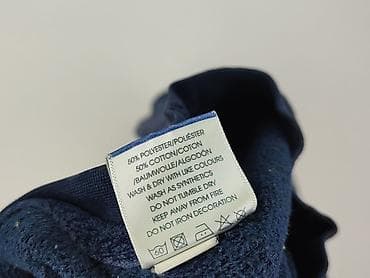 50% POLYESTER/POLIÉSTER
50% COTTON/COTON
/BAUMWOLLE/ALGODÓN
WASH & DRY WITH LIKE COLOURS
WASH AS SYNTHETICS
DO NOT TUMBLE DRY
KEEP AWAY FROM FIRE
DO NOT IRON DECORATION